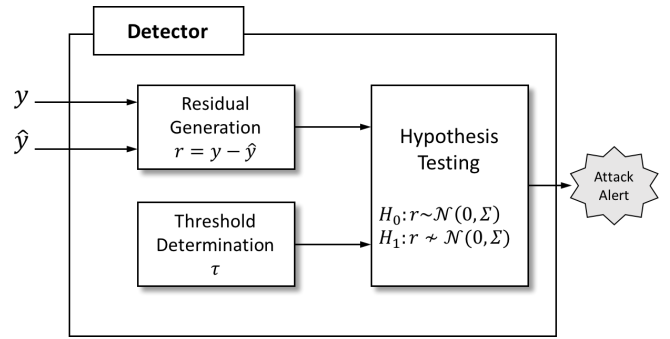 Detector
y
ŷ
Residual
Generation
r = y − ŷ
Threshold
Determination
τ
Hypothesis
Testing
H₀: r~𝒩(0, Σ)
H₁: r ≁ 𝒩(0, Σ)
Attack
Alert